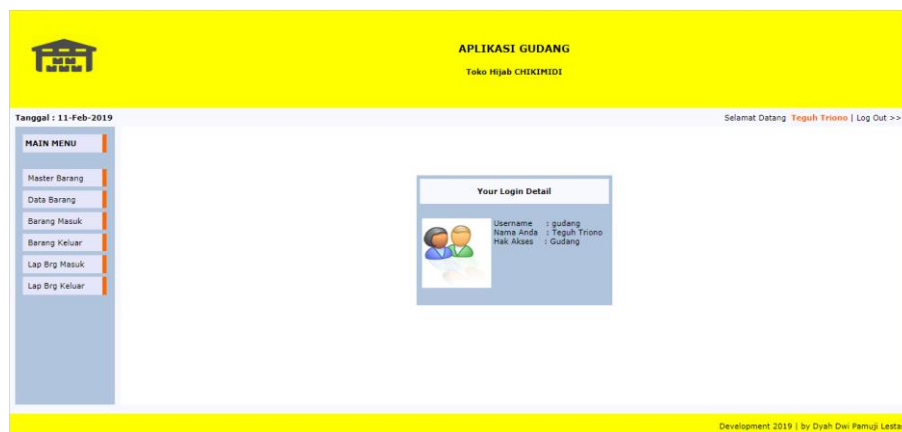 APLIKASI GUDANG
Toko Hijab CHIKIMIDI
Tanggal : 11-Feb-2019
Selamat Datang Teguh Triono | Log Out >>
MAIN MENU
Master Barang
Data Barang
Barang Masuk
Barang Keluar
Lap Brg Masuk
Lap Brg Keluar
Your Login Detail
Username : gudang
Nama Anda : Teguh Triono
Hak Akses : Gudang
Development 2019 | by Dyah Dwi Pamuji Lesta